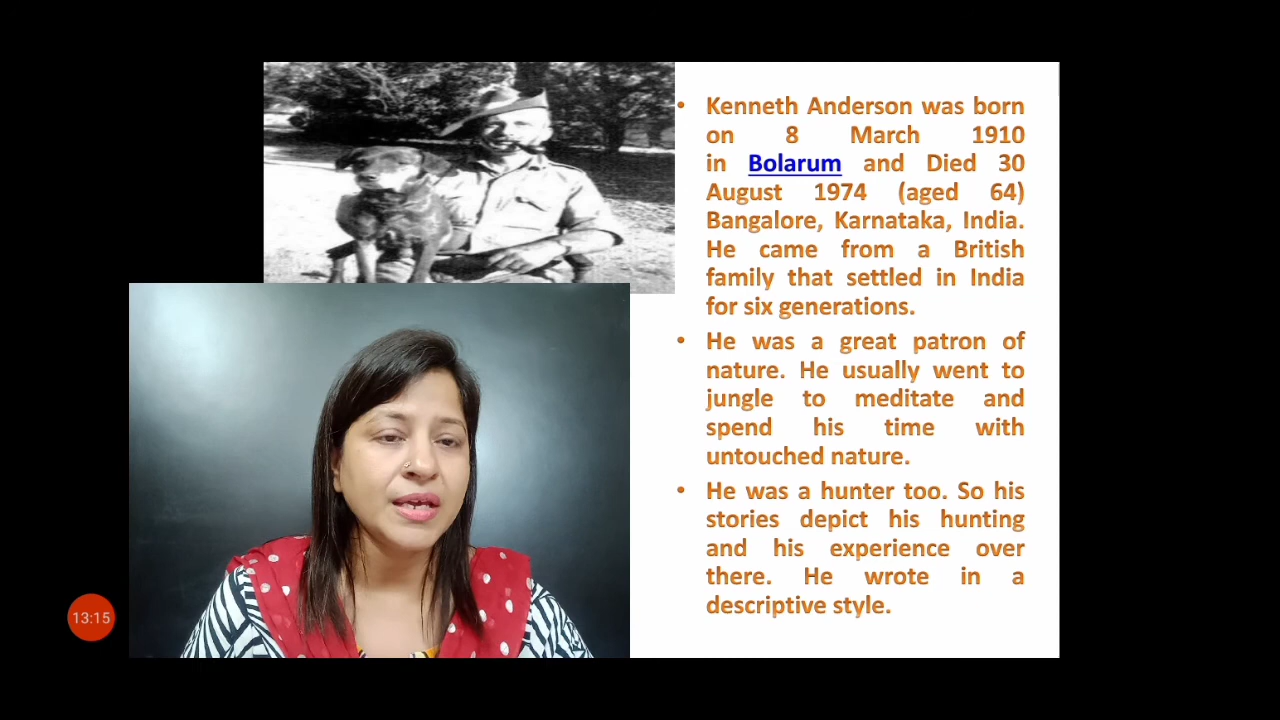 • Kenneth Anderson was born
on 8 March 1910
in Bolarum and Died 30
August 1974 (aged 64)
Bangalore, Karnataka, India.
He came from a British
family that settled in India
for six generations.
• He was a great patron of
nature. He usually went to
jungle to meditate and
spend his time with
untouched nature.
• He was a hunter too. So his
stories depict his hunting
and his experience over
there. He wrote in a
descriptive style.
13:15